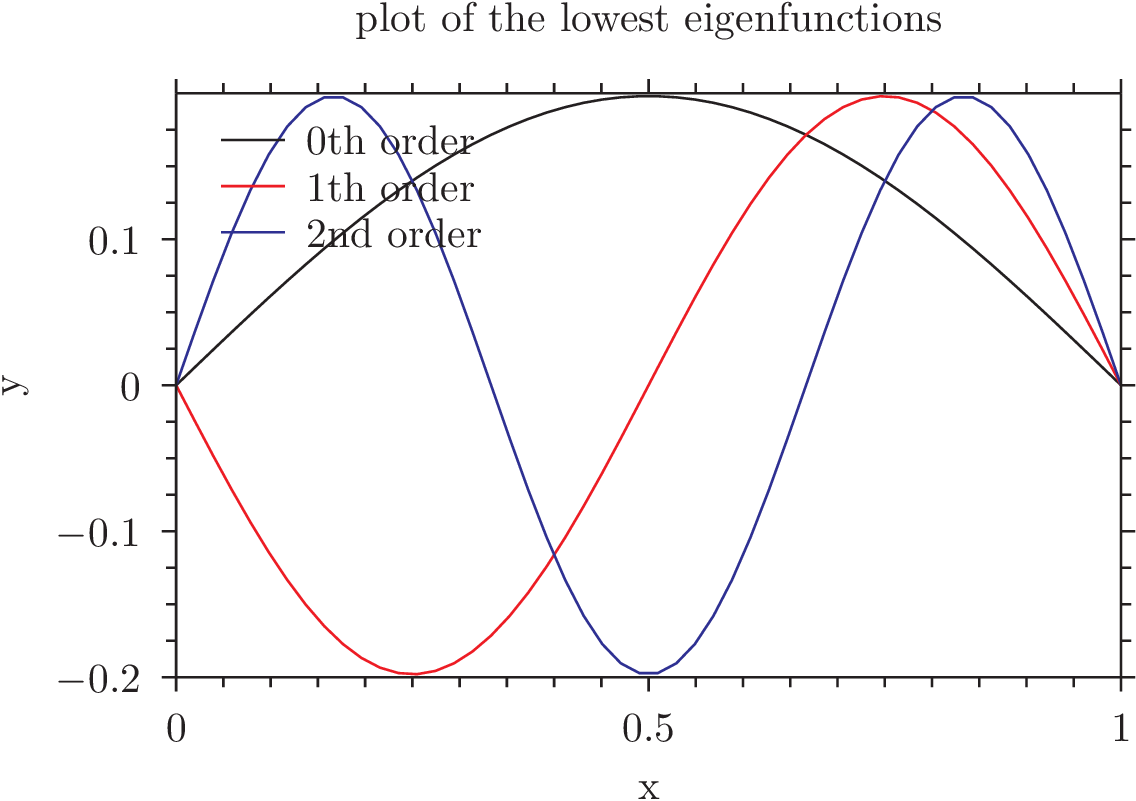 plot of the lowest eigenfunctions
0th order
1th order
2nd order
0.1
0
−0.1
−0.2
y
0 0.5 1
x